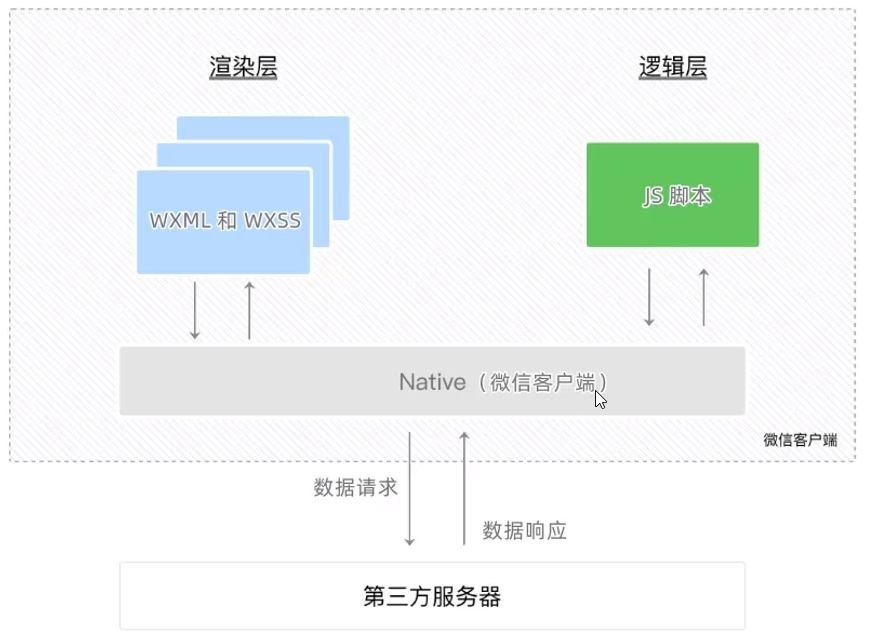 渲染层
逻辑层
WXML 和 WXSS
JS 脚本
Native（微信客户端）
微信客户端
数据请求
数据响应
第三方服务器